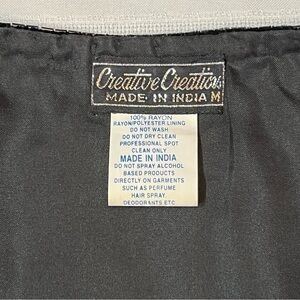 Creative Creations
MADE IN INDIA M
100% RAYON
RAYON/POLYESTER LINING
DO NOT WASH
DO NOT DRY CLEAN
PROFESSIONAL SPOT
CLEAN ONLY
MADE IN INDIA
DO NOT SPRAY ALCOHOL
BASED PRODUCTS
DIRECTLY ON GARMENTS
SUCH AS PERFUME
HAIR SPRAY
DEODORANTS ETC.